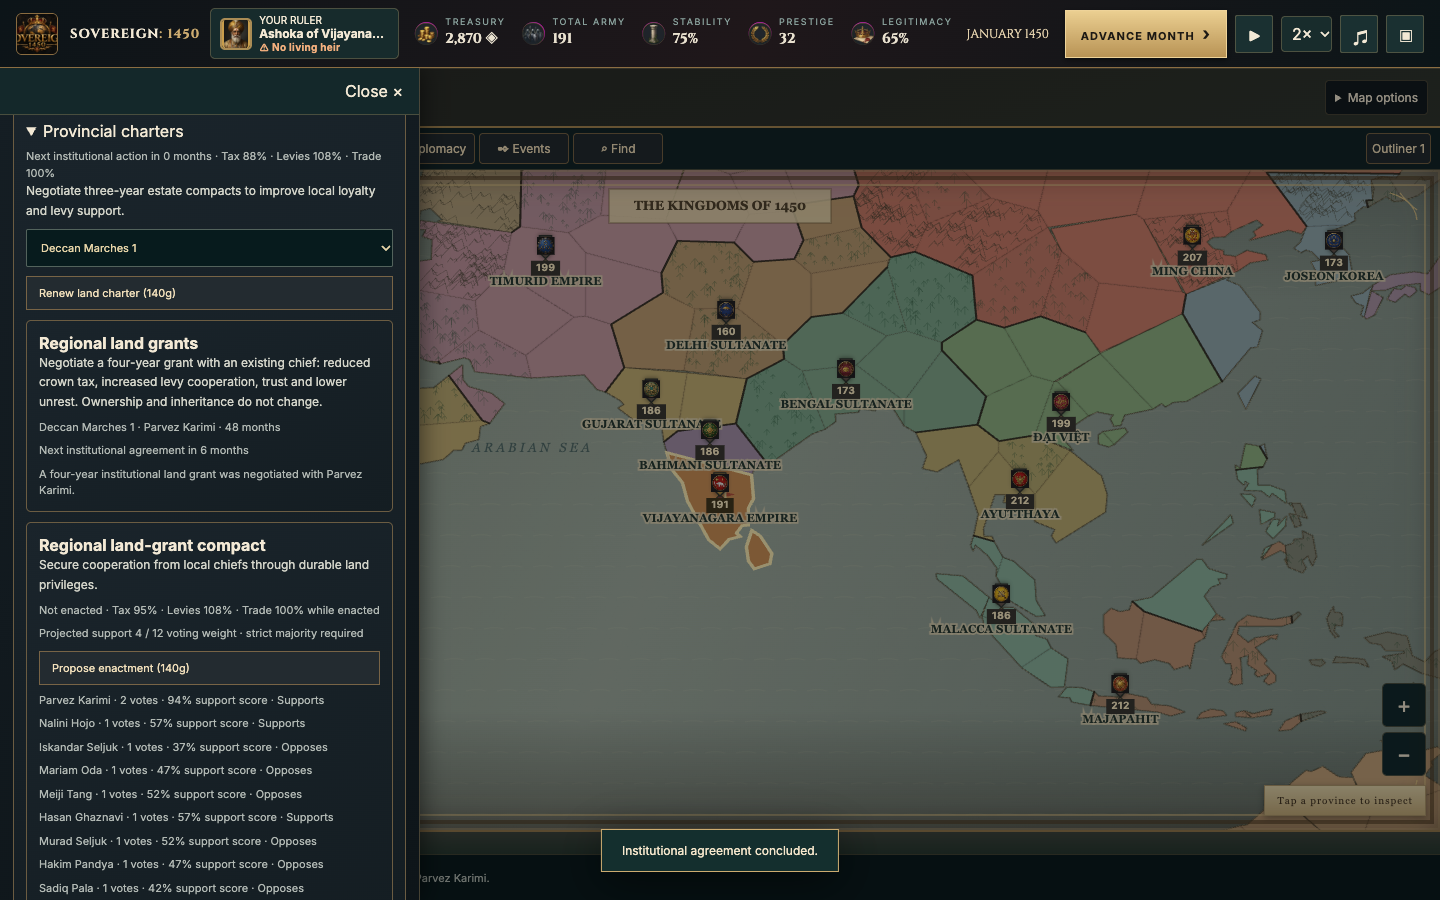 SOVEREIGN: 1450
YOUR RULER
Ashoka of Vijayana...
⚠ No living heir
TREASURY
2,870 ◈
TOTAL ARMY
191
STABILITY
75%
PRESTIGE
32
LEGITIMACY
65%
JANUARY 1450
ADVANCE MONTH ›
▶
2×
Close ×
▶ Map options
▼ Provincial charters
Next institutional action in 0 months · Tax 88% · Levies 108% · Trade
100%
Negotiate three-year estate compacts to improve local loyalty
and levy support.
Deccan Marches 1
Renew land charter (140g)
Regional land grants
Negotiate a four-year grant with an existing chief: reduced
crown tax, increased levy cooperation, trust and lower
unrest. Ownership and inheritance do not change.
Deccan Marches 1 · Parvez Karimi · 48 months
Next institutional agreement in 6 months
A four-year institutional land grant was negotiated with Parvez
Karimi.
Regional land-grant compact
Secure cooperation from local chiefs through durable land
privileges.
Not enacted · Tax 95% · Levies 108% · Trade 100% while enacted
Projected support 4 / 12 voting weight · strict majority required
Propose enactment (140g)
Parvez Karimi · 2 votes · 94% support score · Supports
Nalini Hojo · 1 votes · 57% support score · Supports
Iskandar Seljuk · 1 votes · 37% support score · Opposes
Mariam Oda · 1 votes · 47% support score · Opposes
Meiji Tang · 1 votes · 52% support score · Opposes
Hasan Ghaznavi · 1 votes · 57% support score · Supports
Murad Seljuk · 1 votes · 52% support score · Opposes
Hakim Pandya · 1 votes · 47% support score · Opposes
Sadiq Pala · 1 votes · 42% support score · Opposes
plomacy
Events
Find
Outliner 1
THE KINGDOMS OF 1450
199
TIMURID EMPIRE
207
MING CHINA
173
JOSEON KOREA
160
DELHI SULTANATE
173
BENGAL SULTANATE
186
GUJARAT SULTANA
199
ĐẠI VIỆT
ARABIAN SEA
186
BAHMANI SULTANATE
191
VIJAYANAGARA EMPIRE
212
AYUTTHAYA
186
MALACCA SULTANATE
212
MAJAPAHIT
+
−
Tap a province to inspect
Institutional agreement concluded.
Parvez Karimi.